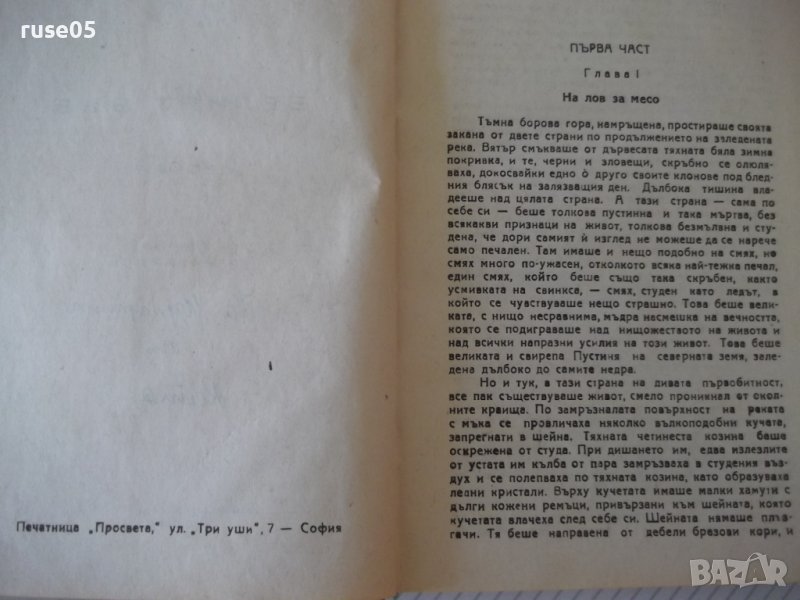 ruse05
Печатница „Просвета,“ ул. „Три уши“, 7 — София
ПЪРВА ЧАСТ
Глава I
На лов за месо
Тъмна борова гора, намръщена, простираше своята
закана от двете страни по продължението на заледената
река. Вятър смъкваше от дърветата тяхната бяла зимна
покривка, и те, черни и зловещи, скръбно се олюля-
ваха, докосвайки едно о̀ друго своите клонове под блед-
ния блясък на залязващия ден. Дълбока тишина вла-
дееше над цялата страна. А тази страна — сама по
себе си — беше толкова пустинна и така мъртва, без
всякакви признаци на живот, толкова безмълвна и сту-
дена, че дори самият ѝ изглед не можеше да се нарече
само печален. Там имаше и нещо подобно на смях, но
смях много по-ужасен, отколкото всяка най-тежка печал,
един смях, който беше също така скръбен, както
усмивката на свинкса, — смях, студен като ледът, в
който се чувствуваше нещо страшно. Това беше вели-
ката, с нищо несравнима, мъдра насмешка на вечността,
която се подиграваше над нищожеството на живота и
над всички напразни усилия на този живот. Това беше
великата и свирепа Пустиня на северната земя, зале-
дена дълбоко до самите недра.
Но и тук, в тази страна на дивата първобитност,
все пак съществуваше живот, смело проникнал от окол-
ните краища. По замръзналата повърхност на реката
с мъка се провличаха няколко вълкоподобни кучета,
запрегнати в шейна. Тяхната четинеста козина беше
оскрежена от студа. При дишането им, едва излезлите
от устата им кълба от пара замръзваха в студения въз-
дух и се полепваха по тяхната козина, като образуваха
ледни кристали. Върху кучетата имаше малки хамути с
дълги кожени ремъци, привързани към шейната, която
кучетата влачеха след себе си. Шейната нямаше плъз-
гачи. Тя беше направена от дебели брезови кори, и
BAZAR
bg